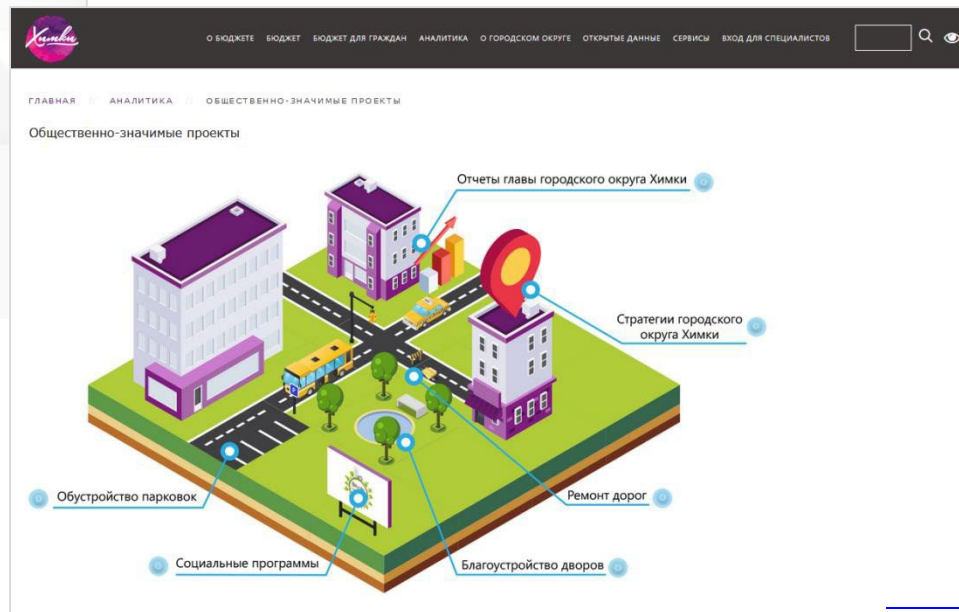 Химки
О БЮДЖЕТЕ БЮДЖЕТ БЮДЖЕТ ДЛЯ ГРАЖДАН АНАЛИТИКА О ГОРОДСКОМ ОКРУГЕ ОТКРЫТЫЕ ДАННЫЕ СЕРВИСЫ ВХОД ДЛЯ СПЕЦИАЛИСТОВ
ГЛАВНАЯ // АНАЛИТИКА // ОБЩЕСТВЕННО-ЗНАЧИМЫЕ ПРОЕКТЫ
Общественно-значимые проекты
Отчеты главы городского округа Химки
Стратегии городского
округа Химки
Обустройство парковок
Ремонт дорог
Социальные программы
Благоустройство дворов